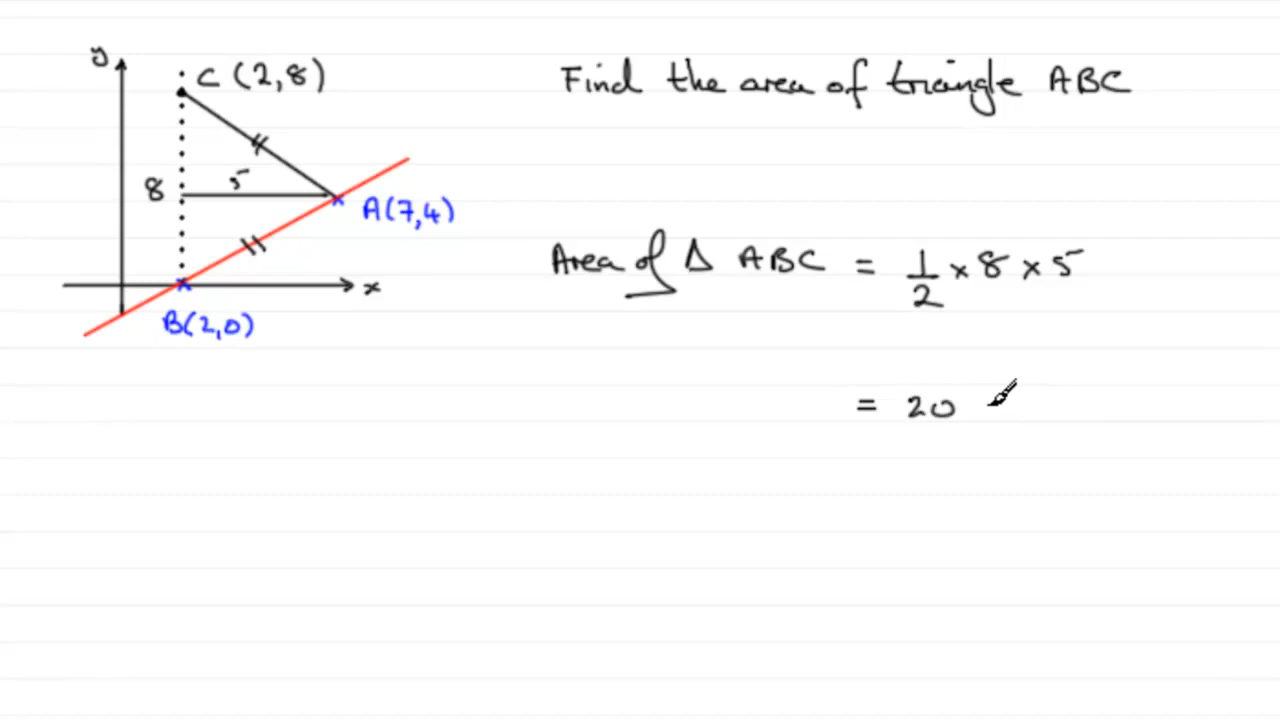 y
C (2,8)
Find the area of triangle ABC
8
5
A(7,4)
Area of Δ ABC = 1/2 × 8 × 5
x
B(2,0)
= 20